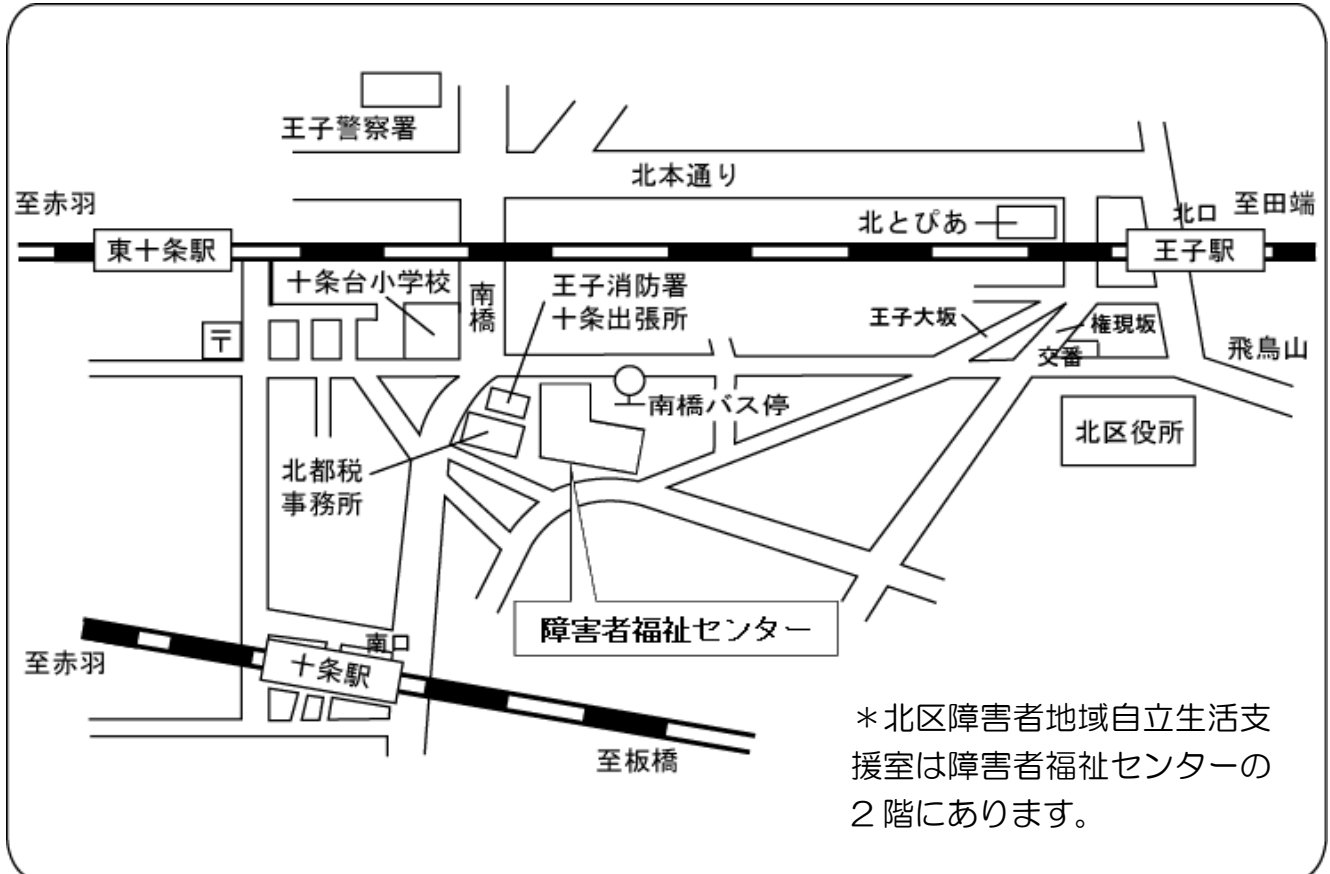 王子警察署
北本通り
至赤羽
北とぴあ
北口
至田端
東十条駅
王子駅
十条台小学校
南
橋
王子消防署
十条出張所
王子大坂
権現坂
〒
交番
飛鳥山
南橋バス停
北区役所
北都税
事務所
障害者福祉センター
南口
至赤羽
十条駅
至板橋
＊北区障害者地域自立生活支
援室は障害者福祉センターの
２階にあります。